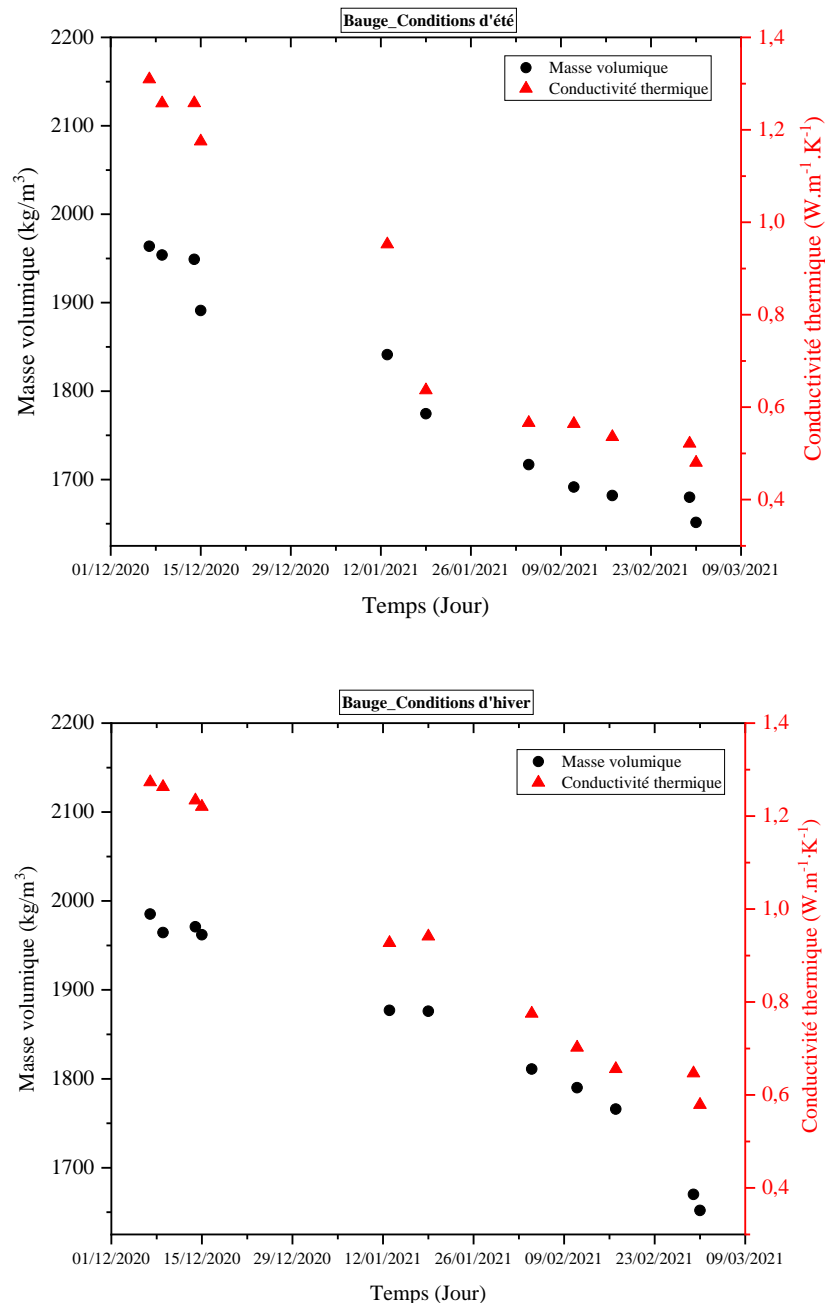 Bauge_Conditions d'été
Masse volumique
Conductivité thermique
2200
2100
2000
1900
1800
1700
Masse volumique (kg/m³)
1,4
1,2
1,0
0,8
0,6
0,4
Conductivité thermique (W.m⁻¹.K⁻¹)
01/12/2020 15/12/2020 29/12/2020 12/01/2021 26/01/2021 09/02/2021 23/02/2021 09/03/2021
Temps (Jour)
Bauge_Conditions d'hiver
Masse volumique
Conductivité thermique
2200
2100
2000
1900
1800
1700
Masse volumique (kg/m³)
1,4
1,2
1,0
0,8
0,6
0,4
Conductivité thermique (W.m⁻¹·K⁻¹)
01/12/2020 15/12/2020 29/12/2020 12/01/2021 26/01/2021 09/02/2021 23/02/2021 09/03/2021
Temps (Jour)